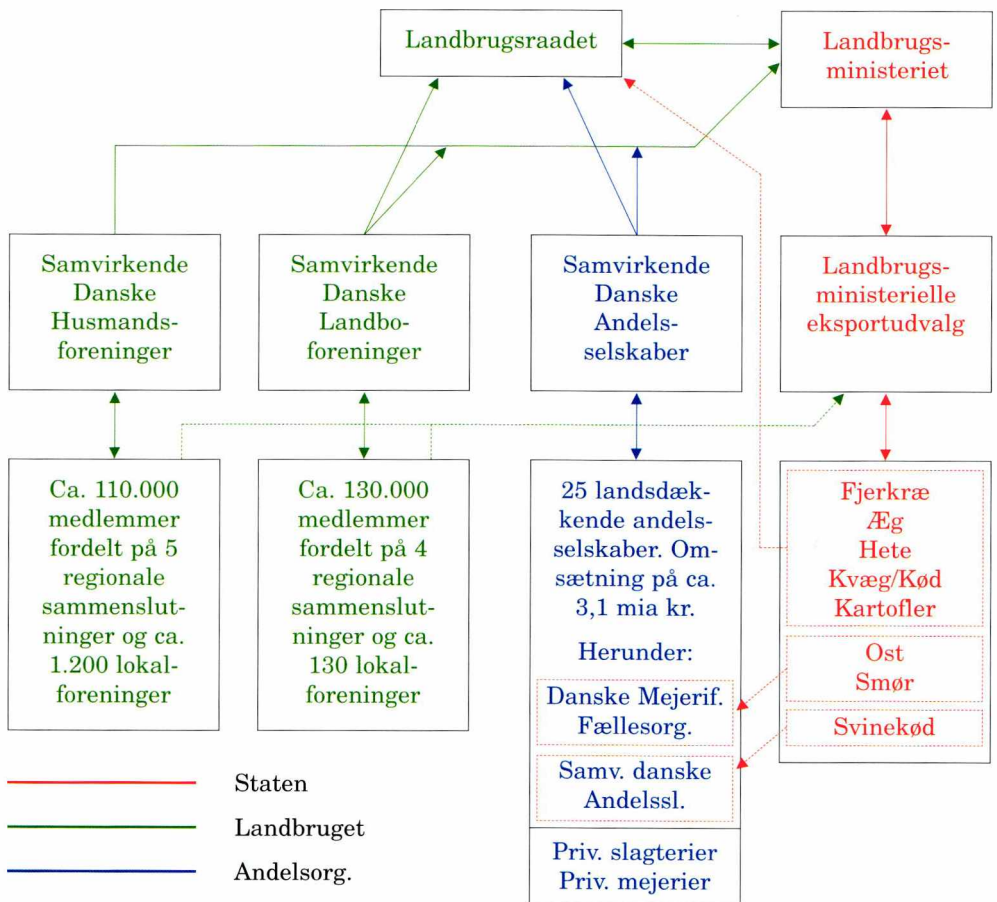 Landbrugsraadet
Landbrugs-
ministeriet
Samvirkende
Danske
Husmands-
foreninger
Samvirkende
Danske
Landbo-
foreninger
Samvirkende
Danske
Andels-
selskaber
Landbrugs-
ministerielle
eksportudvalg
Ca. 110.000
medlemmer
fordelt på 5
regionale
sammenslut-
ninger og ca.
1.200 lokal-
foreninger
Ca. 130.000
medlemmer
fordelt på 4
regionale
sammenslut-
ninger og ca.
130 lokal-
foreninger
25 landsdæk-
kende andels-
selskaber. Om-
sætning på ca.
3,1 mia kr.
Herunder:
Danske Mejerif.
Fællesorg.
Samv. danske
Andelssl.
Priv. slagterier
Priv. mejerier
Fjerkræ
Æg
Hete
Kvæg/Kød
Kartofler
Ost
Smør
Svinekød
Staten
Landbruget
Andelsorg.